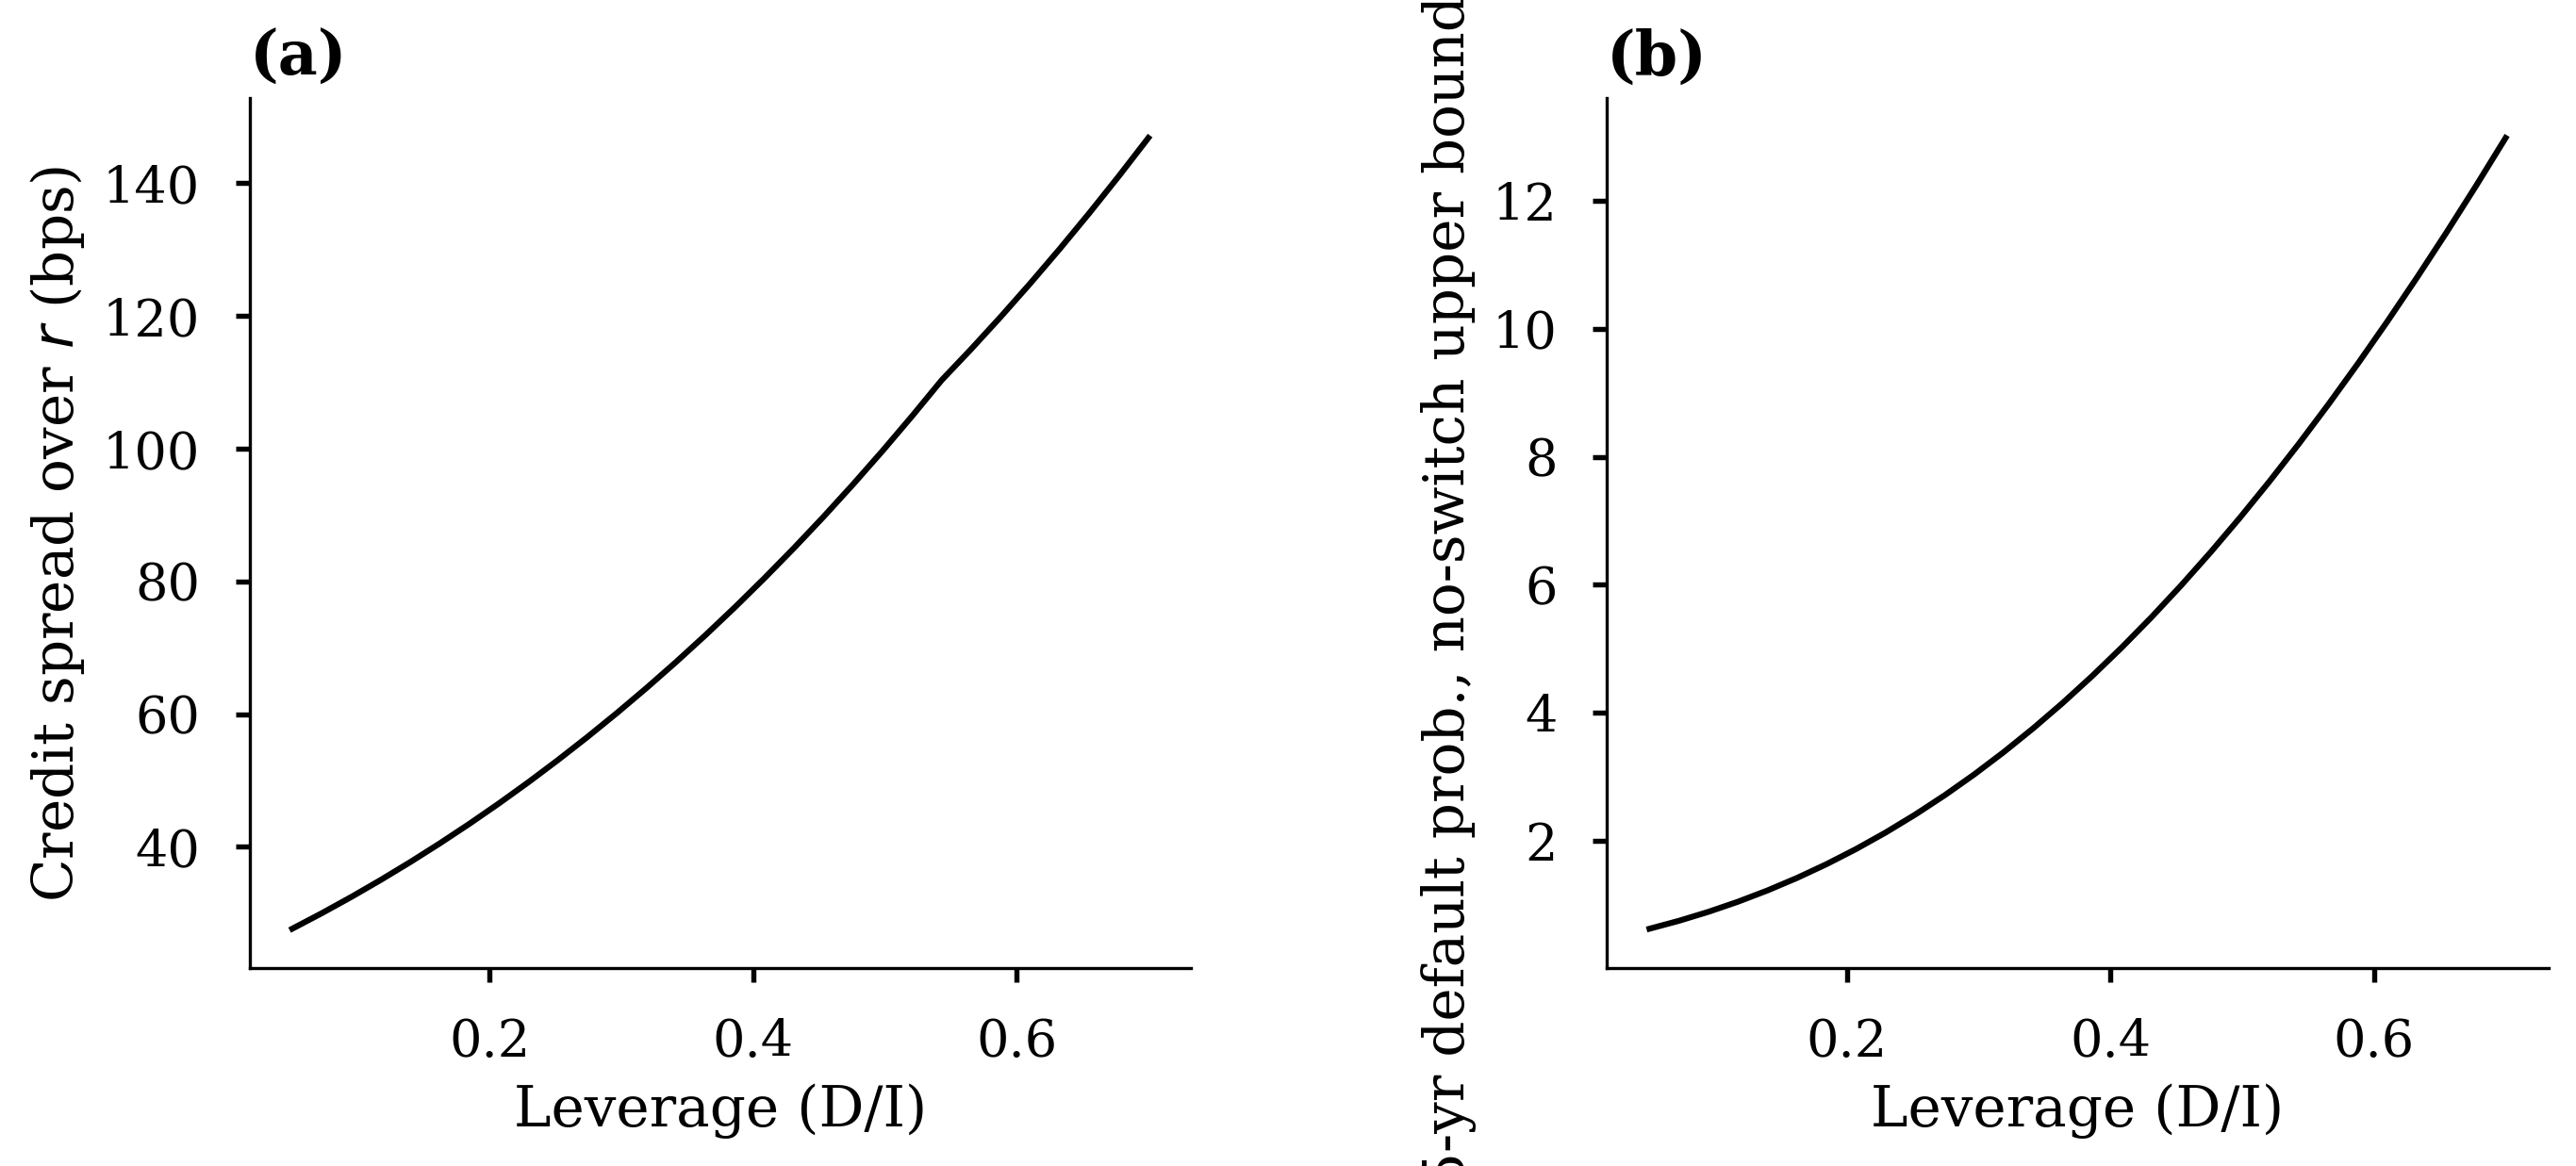 (a)
Credit spread over r (bps)
140
120
100
80
60
40
0.2 0.4 0.6
Leverage (D/I)
(b)
5-yr default prob., no-switch upper bound
12
10
8
6
4
2
0.2 0.4 0.6
Leverage (D/I)